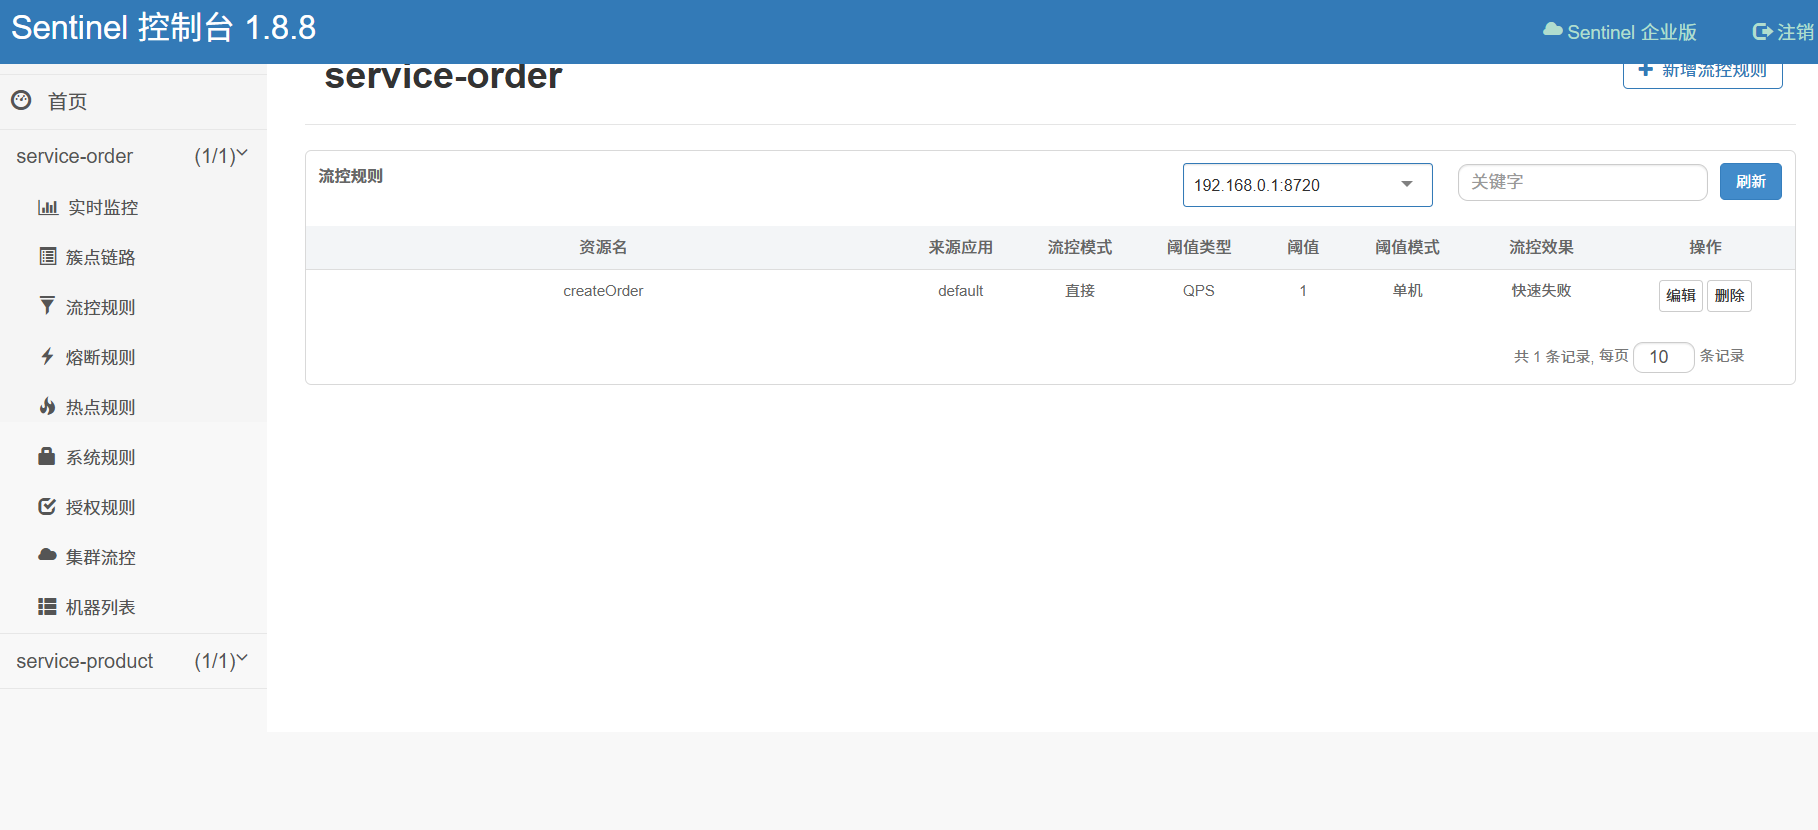 Sentinel 控制台 1.8.8
Sentinel 企业版
注销
首页
service-order (1/1)
实时监控
簇点链路
流控规则
熔断规则
热点规则
系统规则
授权规则
集群流控
机器列表
service-product (1/1)
service-order
新增流控规则
流控规则
192.168.0.1:8720
关键字
刷新
资源名 来源应用 流控模式 阈值类型 阈值 阈值模式 流控效果 操作
createOrder default 直接 QPS 1 单机 快速失败 编辑 删除
共 1 条记录, 每页 10 条记录